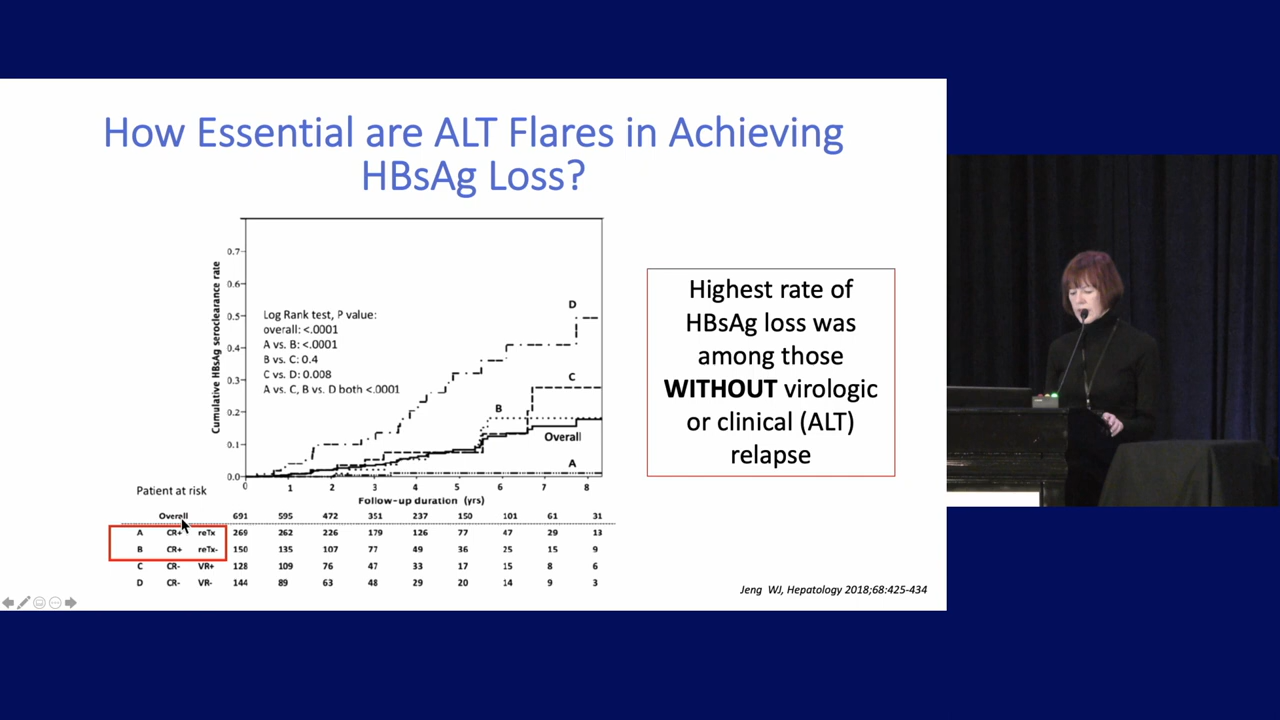 How Essential are ALT Flares in Achieving
HBsAg Loss?
Cumulative HBsAg seroclearance rate
0.7
0.6
0.5
0.4
0.3
0.2
0.1
0.0
Log Rank test, P value:
overall: <.0001
A vs. B: <.0001
B vs. C: 0.4
C vs. D: 0.008
A vs. C, B vs. D both <.0001
D
C
B
Overall
A
0 1 2 3 4 5 6 7 8
Follow-up duration (yrs)
Patient at risk
Overall 691 595 472 351 237 150 101 61 31
A CR+ reTx 269 262 226 179 126 77 47 29 13
B CR+ reTx- 150 135 107 77 49 36 25 15 9
C CR- VR+ 128 109 76 47 33 17 15 8 6
D CR- VR- 144 89 63 48 29 20 14 9 3
Highest rate of
HBsAg loss was
among those
WITHOUT virologic
or clinical (ALT)
relapse
Jeng WJ, Hepatology 2018;68:425-434